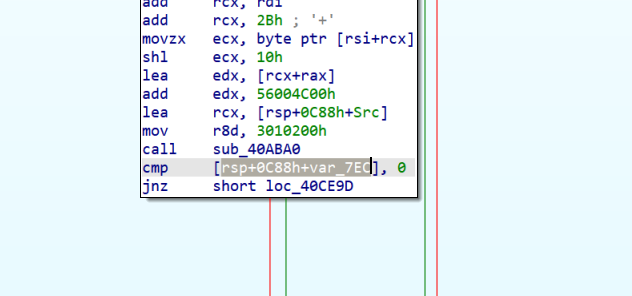 add rcx, rdi
add rcx, 2Bh ; '+'
movzx ecx, byte ptr [rsi+rcx]
shl ecx, 10h
lea edx, [rcx+rax]
add edx, 56004C00h
lea rcx, [rsp+0C88h+Src]
mov r8d, 3010200h
call sub_40ABA0
cmp [rsp+0C88h+var_7EC], 0
jnz short loc_40CE9D